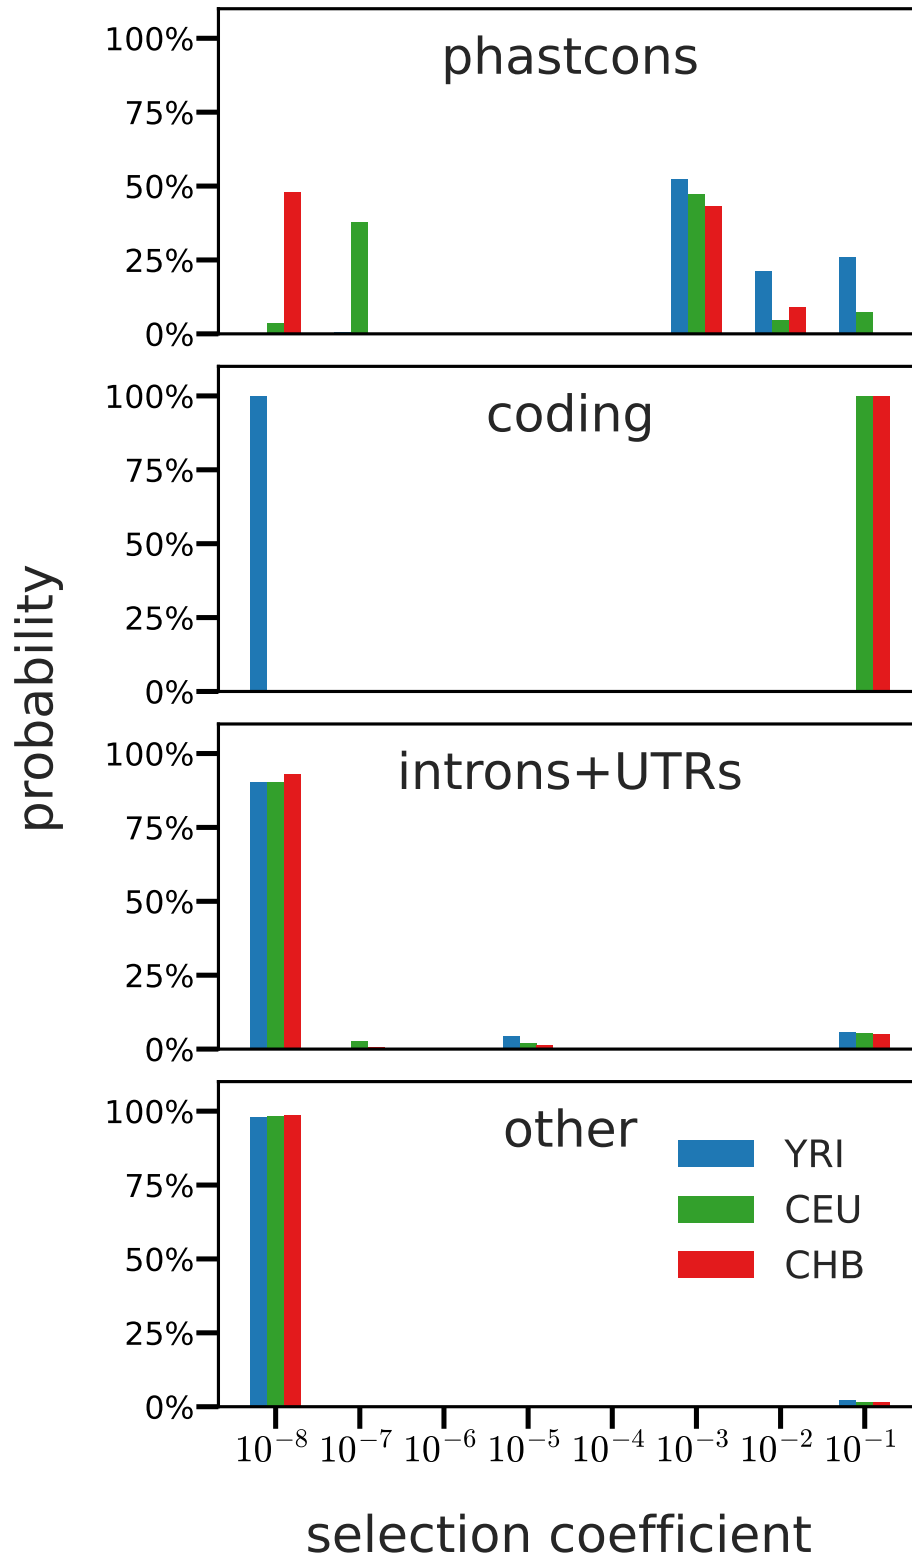 phastcons
100%
75%
50%
25%
0%
coding
100%
75%
50%
25%
0%
introns+UTRs
100%
75%
50%
25%
0%
other
100%
75%
50%
25%
0%
YRI
CEU
CHB
10⁻⁸ 10⁻⁷ 10⁻⁶ 10⁻⁵ 10⁻⁴ 10⁻³ 10⁻² 10⁻¹
selection coefficient
probability